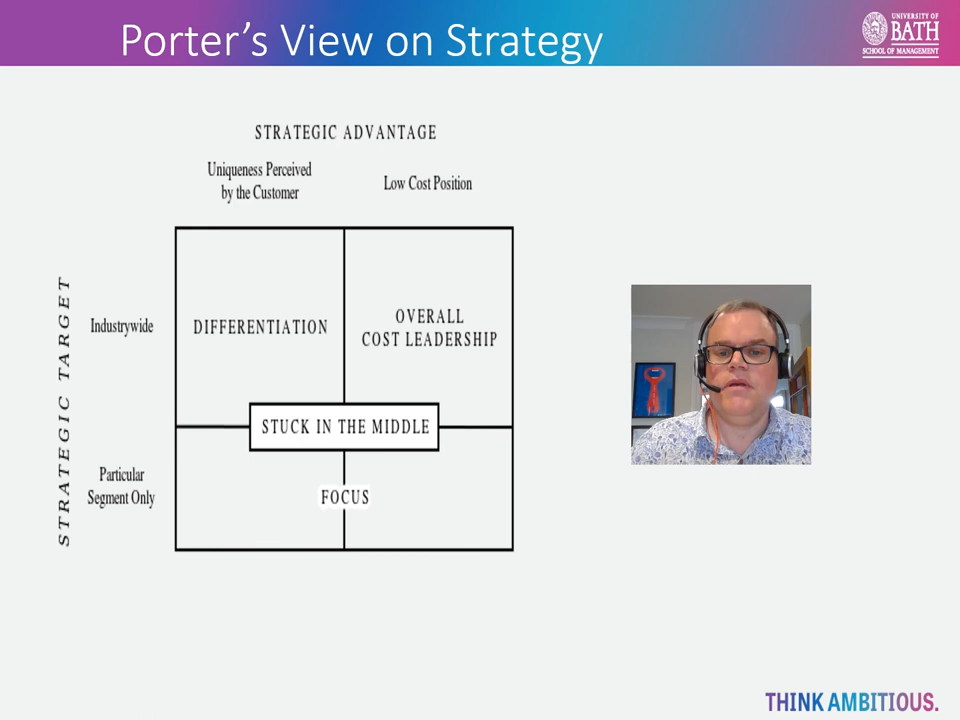 Porter’s View on Strategy
UNIVERSITY OF
BATH
SCHOOL OF MANAGEMENT
STRATEGIC ADVANTAGE
Uniqueness Perceived
by the Customer
Low Cost Position
STRATEGIC TARGET
Industrywide
DIFFERENTIATION
OVERALL
COST LEADERSHIP
STUCK IN THE MIDDLE
Particular
Segment Only
FOCUS
THINK AMBITIOUS.